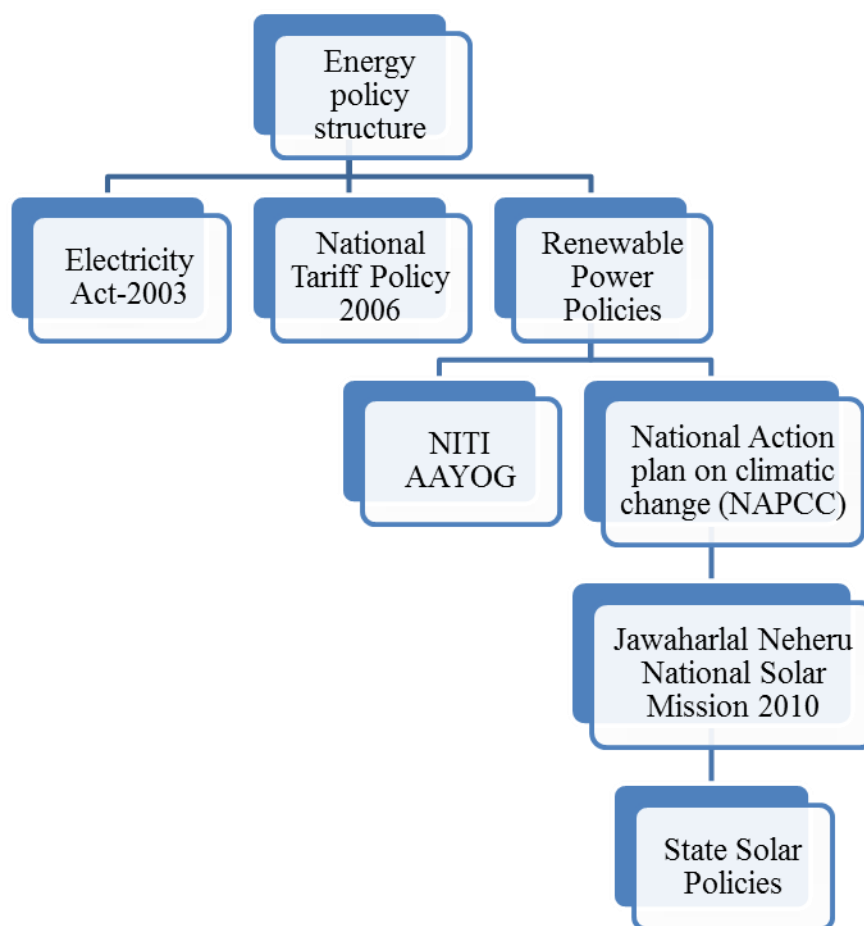 Energy
policy
structure
Electricity
Act-2003
National
Tariff Policy
2006
Renewable
Power
Policies
NITI
AAYOG
National Action
plan on climatic
change (NAPCC)
Jawaharlal Neheru
National Solar
Mission 2010
State Solar
Policies